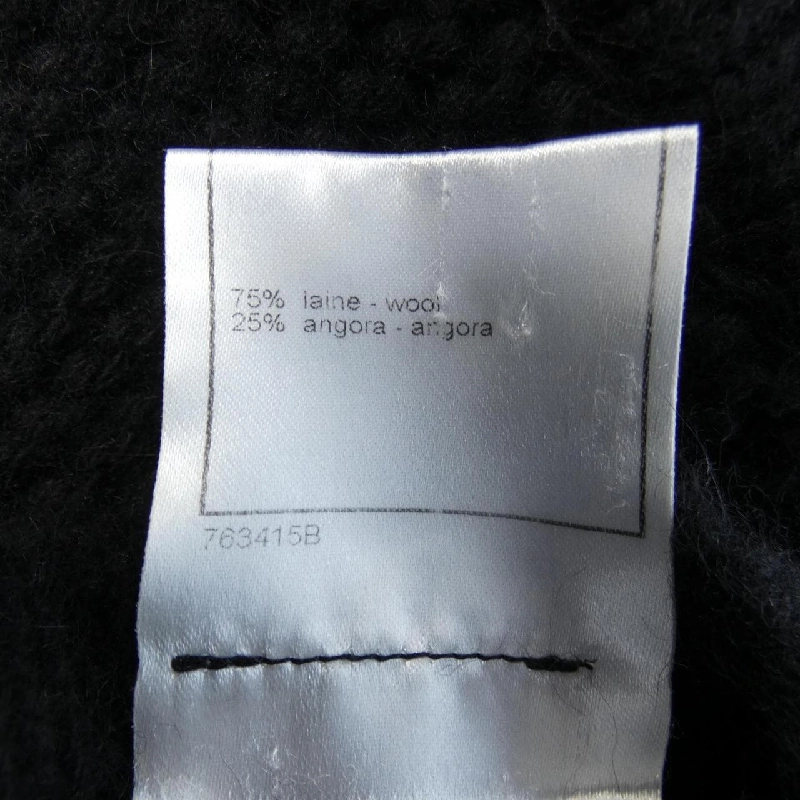 75% laine - wool
25% angora - angora
763415B